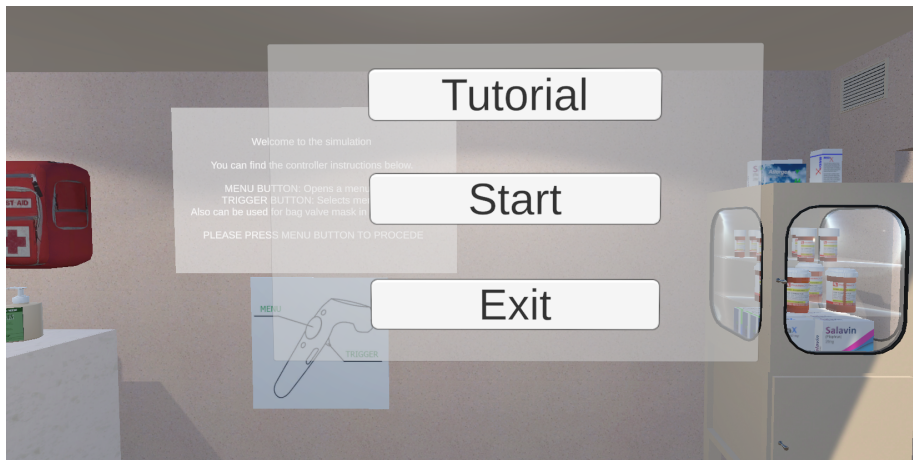 Tutorial
Start
Exit
Welcome to the simulation
You can find the controller instructions below.
MENU BUTTON: Opens a menu
TRIGGER BUTTON: Selects
Also can be used for bag valve mask in
PLEASE PRESS MENU BUTTON TO PROCEDE
MENU
TRIGGER
AID
Salavin